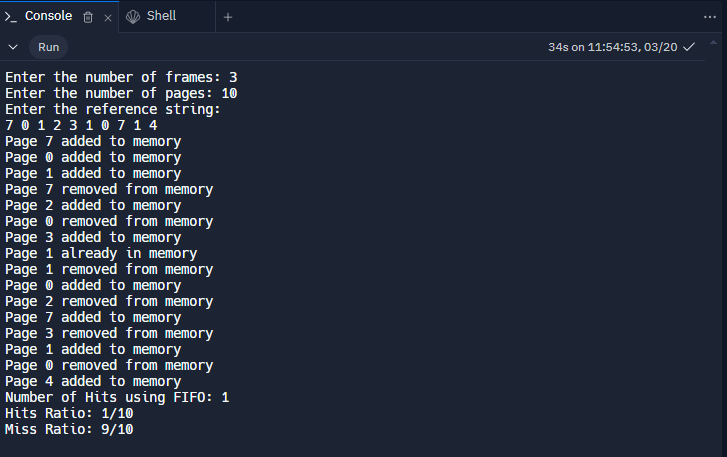 Console
Shell
Run
34s on 11:54:53, 03/20
Enter the number of frames: 3
Enter the number of pages: 10
Enter the reference string:
7 0 1 2 3 1 0 7 1 4
Page 7 added to memory
Page 0 added to memory
Page 1 added to memory
Page 7 removed from memory
Page 2 added to memory
Page 0 removed from memory
Page 3 added to memory
Page 1 already in memory
Page 1 removed from memory
Page 0 added to memory
Page 2 removed from memory
Page 7 added to memory
Page 3 removed from memory
Page 1 added to memory
Page 0 removed from memory
Page 4 added to memory
Number of Hits using FIFO: 1
Hits Ratio: 1/10
Miss Ratio: 9/10